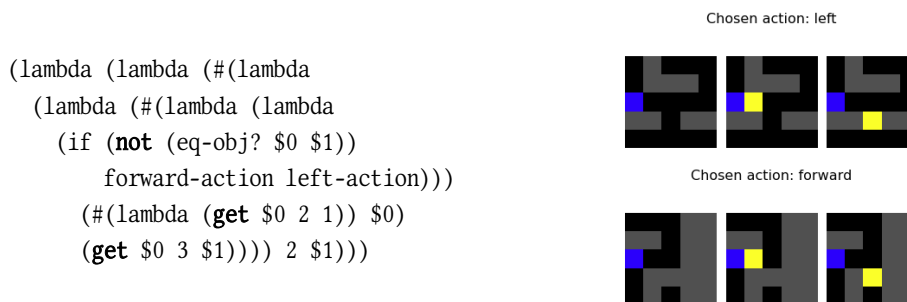 (lambda (lambda (#(lambda
(lambda (#(lambda (lambda
(if (not (eq-obj? $0 $1))
forward-action left-action)))
(#(lambda (get $0 2 1)) $0)
(get $0 3 $1)))) 2 $1)))
Chosen action: left
Chosen action: forward